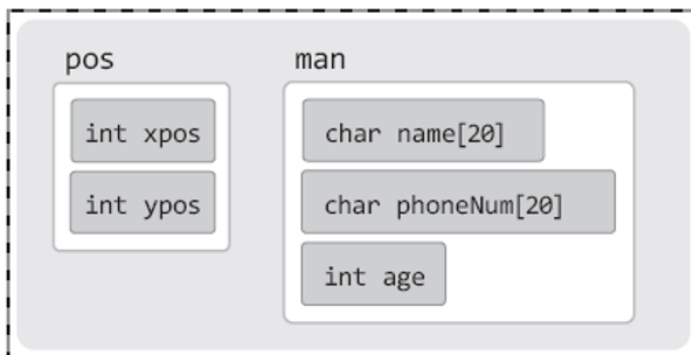 pos
int xpos
int ypos
man
char name[20]
char phoneNum[20]
int age